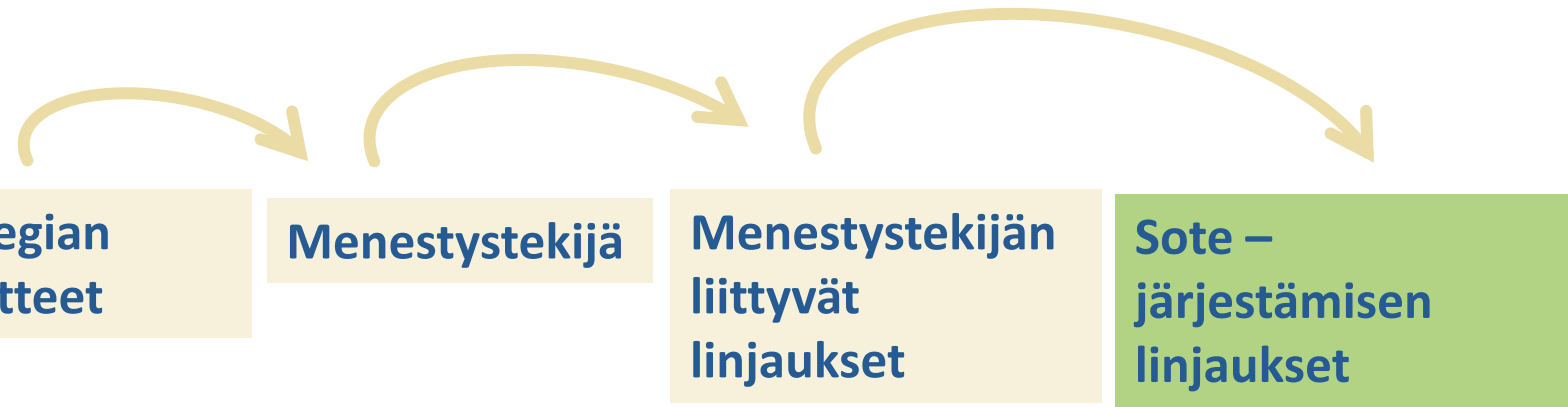 egian
tteet
Menestystekijä
Menestystekijän
liittyvät
linjaukset
Sote –
järjestämisen
linjaukset